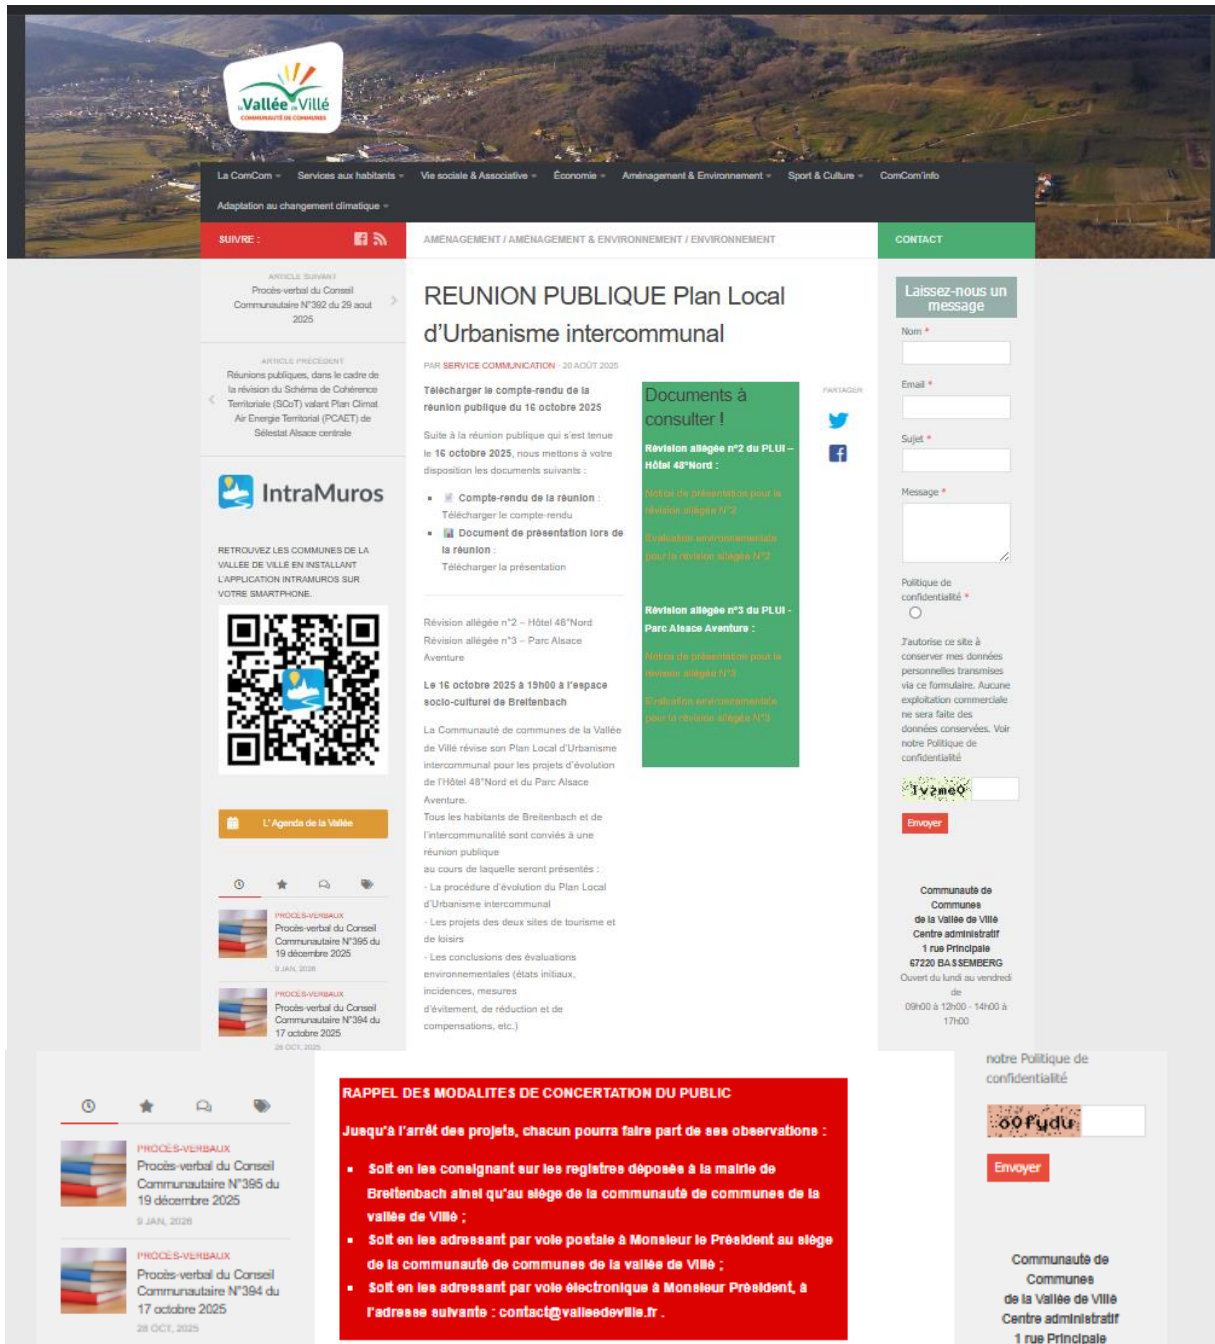 la Vallée de Villé
COMMUNAUTÉ DE COMMUNES
La ComCom
Services aux habitants
Vie sociale & Associative
Économie
Aménagement & Environnement
Sport & Culture
ComCom'info
Adaptation au changement climatique
SUIVRE :
AMÉNAGEMENT / AMÉNAGEMENT & ENVIRONNEMENT / ENVIRONNEMENT
CONTACT
ARTICLE SUIVANT
Procès-verbal du Conseil
Communautaire N°392 du 29 aout
2025
ARTICLE PRÉCÉDENT
Réunions publiques, dans le cadre de
la révision du Schéma de Cohérence
Territoriale (SCoT) valant Plan Climat
Air Energie Territorial (PCAET) de
Sélestat Alsace centrale
IntraMuros
RETROUVEZ LES COMMUNES DE LA
VALLÉE DE VILLÉ EN INSTALLANT
L'APPLICATION INTRAMUROS SUR
VOTRE SMARTPHONE.
L'Agenda de la Vallée
PROCÈS-VERBAUX
Procès-verbal du Conseil
Communautaire N°395 du
19 décembre 2025
9 JAN, 2026
PROCÈS-VERBAUX
Procès-verbal du Conseil
Communautaire N°394 du
17 octobre 2025
28 OCT, 2025
REUNION PUBLIQUE Plan Local
d'Urbanisme intercommunal
PAR SERVICE COMMUNICATION · 20 AOÛT 2025
Télécharger le compte-rendu de la
réunion publique du 16 octobre 2025
Suite à la réunion publique qui s'est tenue
le 16 octobre 2025, nous mettons à votre
disposition les documents suivants :
Compte-rendu de la réunion :
Télécharger le compte-rendu
Document de présentation lors de
la réunion :
Télécharger la présentation
Révision allégée n°2 – Hôtel 48°Nord
Révision allégée n°3 – Parc Alsace
Aventure
Le 16 octobre 2025 à 19h00 à l'espace
socio-culturel de Breitenbach
La Communauté de communes de la Vallée
de Villé révise son Plan Local d'Urbanisme
intercommunal pour les projets d'évolution
de l'Hôtel 48°Nord et du Parc Alsace
Aventure.
Tous les habitants de Breitenbach et de
l'intercommunalité sont conviés à une
réunion publique
au cours de laquelle seront présentés :
- La procédure d'évolution du Plan Local
d'Urbanisme intercommunal
- Les projets des deux sites de tourisme et
de loisirs
- Les conclusions des évaluations
environnementales (états initiaux,
incidences, mesures
d'évitement, de réduction et de
compensations, etc.)
Documents à
consulter !
Révision allégée n°2 du PLUI –
Hôtel 48°Nord :
Notice de présentation pour la
révision allégée N°2
Evaluation environnementale
pour la révision allégée N°2
Révision allégée n°3 du PLUI -
Parc Alsace Aventure :
Notice de présentation pour la
révision allégée N°3
Evaluation environnementale
pour la révision allégée N°3
PARTAGER
Laissez-nous un
message
Nom *
Email *
Sujet *
Message *
Politique de
confidentialité *
J'autorise ce site à
conserver mes données
personnelles transmises
via ce formulaire. Aucune
exploitation commerciale
ne sera faite des
données conservées. Voir
notre Politique de
confidentialité
Envoyer
Communauté de
Communes
de la Vallée de Villé
Centre administratif
1 rue Principale
67220 BASSEMBERG
Ouvert du lundi au vendredi
de
09h00 à 12h00 - 14h00 à
17h00
PROCÈS-VERBAUX
Procès-verbal du Conseil
Communautaire N°395 du
19 décembre 2025
9 JAN, 2026
PROCÈS-VERBAUX
Procès-verbal du Conseil
Communautaire N°394 du
17 octobre 2025
28 OCT, 2025
RAPPEL DES MODALITES DE CONCERTATION DU PUBLIC
Jusqu'à l'arrêt des projets, chacun pourra faire part de ses observations :
Soit en les consignant sur les registres déposés à la mairie de
Breitenbach ainsi qu'au siège de la communauté de communes de la
vallée de Villé ;
Soit en les adressant par voie postale à Monsieur le Président au siège
de la communauté de communes de la vallée de Villé ;
Soit en les adressant par voie électronique à Monsieur Président, à
l'adresse suivante : contact@valleedeville.fr .
notre Politique de
confidentialité
Envoyer
Communauté de
Communes
de la Vallée de Villé
Centre administratif
1 rue Principale